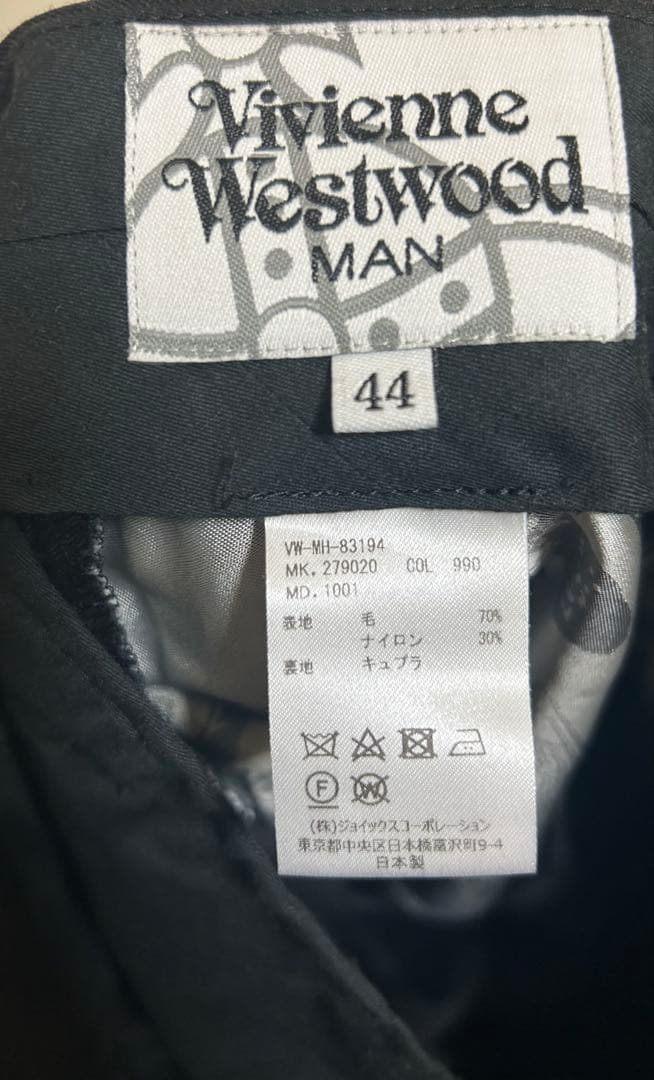 Vivienne
Westwood
MAN
44
VW-MH-83194
MK. 279020 COL 990
MD. 1001
表地 毛 70%
ナイロン 30%
裏地 キュプラ
F W
(株)ジョイックスコーポレーション
東京都中央区日本橋富沢町9-4
日本製